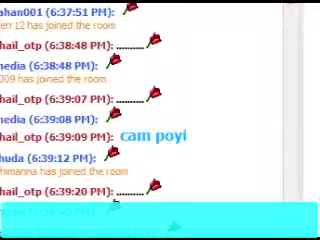 ahan001 (6:37:51 PM):
err12 has joined the room
hail_otp (6:38:48 PM): ..........
nedia (6:38:48 PM):
009 has joined the room
hail_otp (6:39:07 PM): ..........
nedia (6:39:08 PM):
hail_otp (6:39:09 PM): cam poyi
huda (6:39:12 PM):
himanna has joined the room
hail_otp (6:39:20 PM): ..........